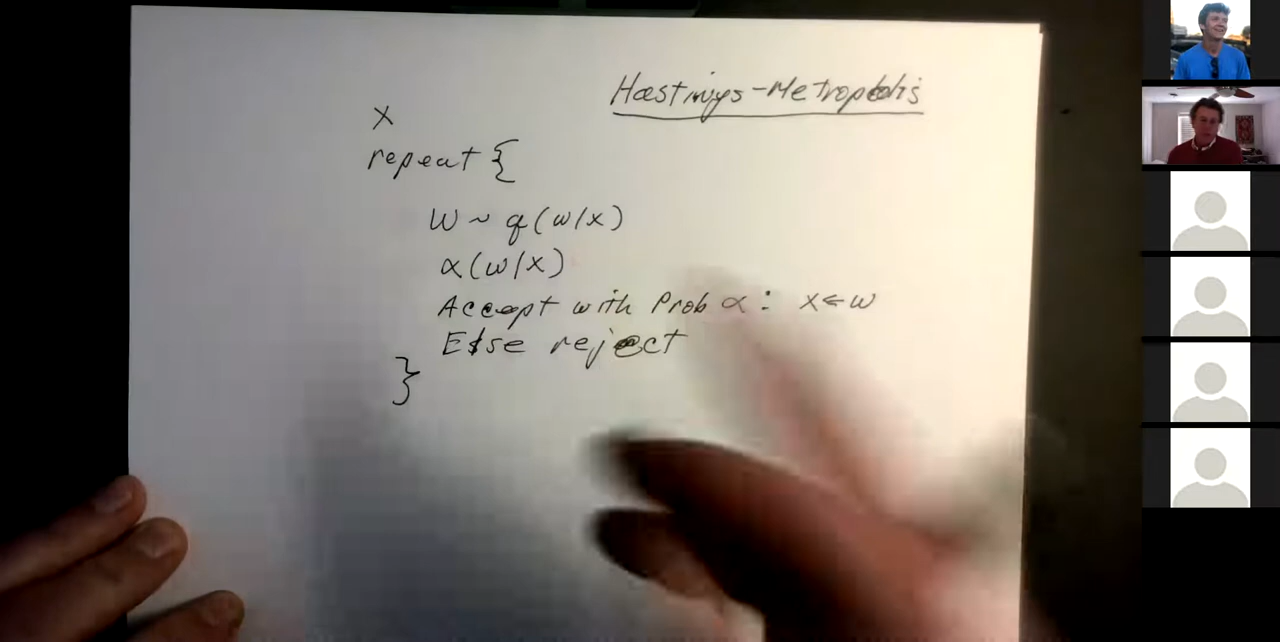 Hastings-Metropolis
x
repeat {
w ~ q(w/x)
α(w/x)
Accept with Prob α : x ← w
Else reject
}